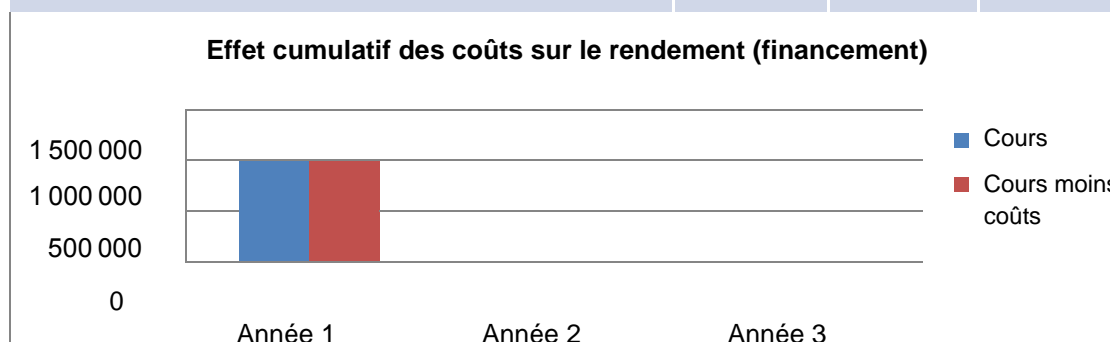 Effet cumulatif des coûts sur le rendement (financement)
1 500 000
1 000 000
500 000
0
Année 1
Année 2
Année 3
Cours
Cours moins
coûts